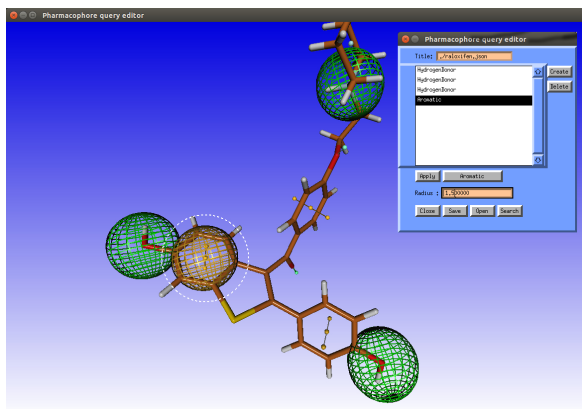 Pharmacophore query editor
Pharmacophore query editor
Title: ./raloxifen.json
HydrogenDonor
HydrogenDonor
HydrogenDonor
Aromatic
Create
Delete
Apply Aromatic
Radius : 1.500000
Close Save Open Search